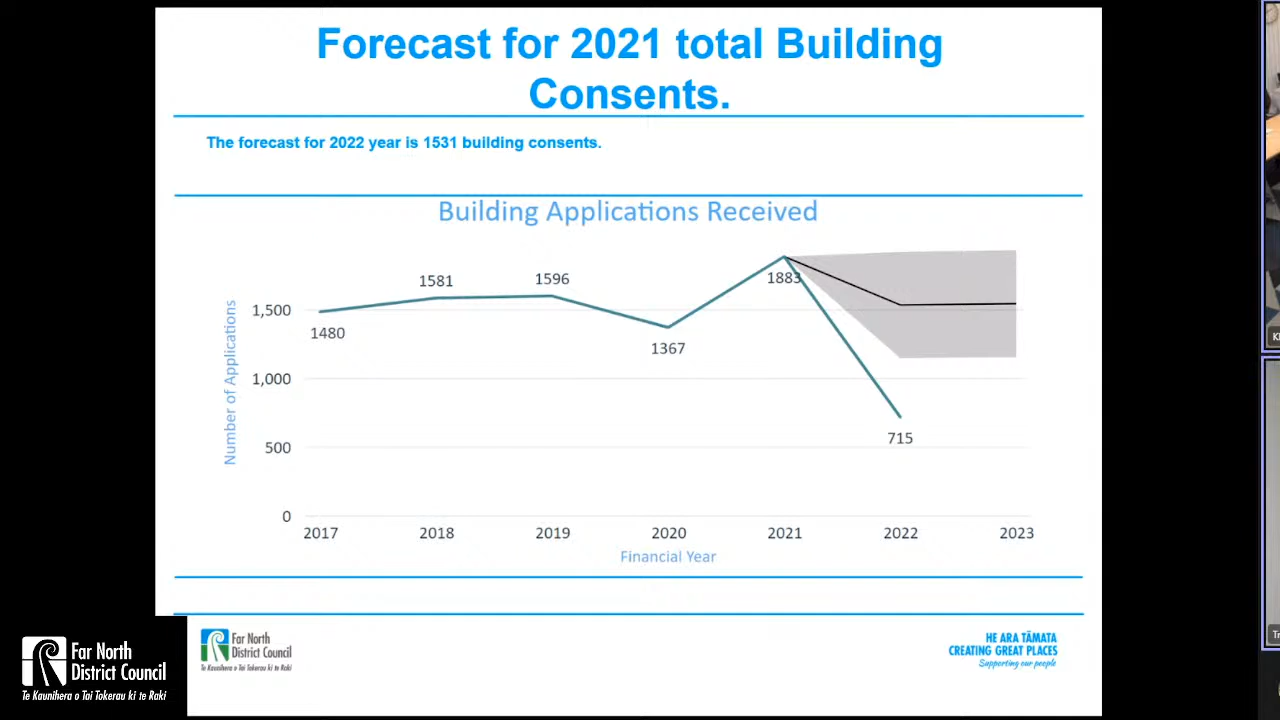 Forecast for 2021 total Building
Consents.
The forecast for 2022 year is 1531 building consents.
Building Applications Received
Number of Applications
1,500
1,000
500
0
1480
1581
1596
1367
1883
715
2017 2018 2019 2020 2021 2022 2023
Financial Year
Far North
District Council
Te Kaunihera o Tai Tokerau ki te Raki
Far North
District Council
Te Kaunihera o Tai Tokerau ki te Raki
HE ARA TĀMATA
CREATING GREAT PLACES
Supporting our people